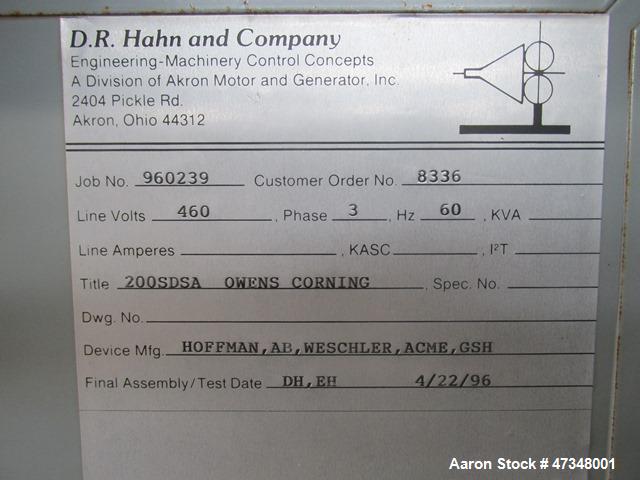 D.R. Hahn and Company
Engineering-Machinery Control Concepts
A Division of Akron Motor and Generator, Inc.
2404 Pickle Rd.
Akron, Ohio 44312
Job No. 960239 Customer Order No. 8336
Line Volts 460, Phase 3, Hz 60, KVA
Line Amperes , KASC , I²T
Title 200SDSA OWENS CORNING, Spec. No.
Dwg. No.
Device Mfg. HOFFMAN,AB,WESCHLER,ACME,GSH
Final Assembly/Test Date DH,EH 4/22/96
Aaron Stock # 47348001